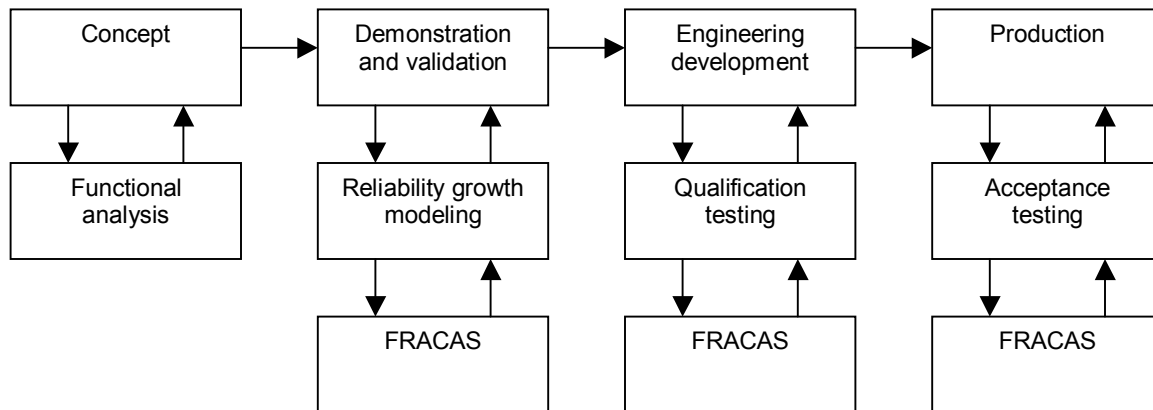 Concept
Demonstration
and validation
Engineering
development
Production
Functional
analysis
Reliability growth
modeling
Qualification
testing
Acceptance
testing
FRACAS
FRACAS
FRACAS